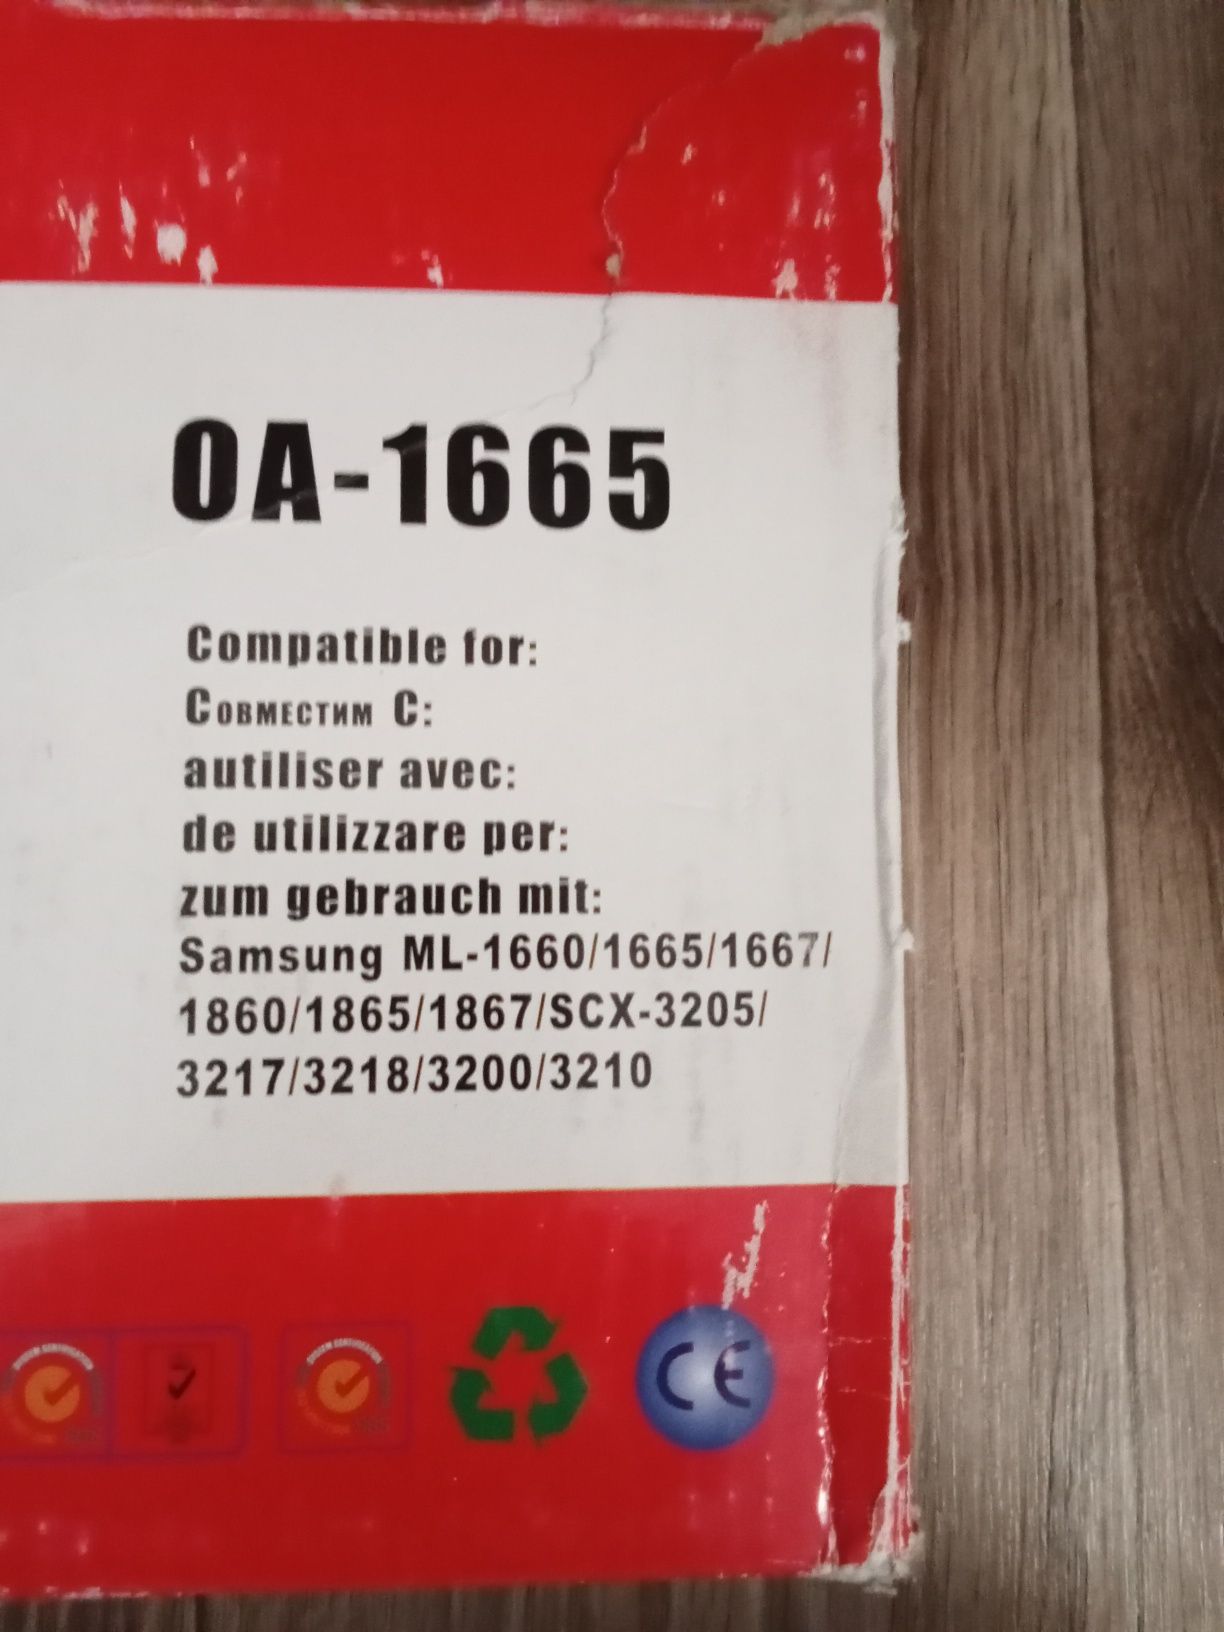 OA-1665
Compatible for:
Совместим С:
autiliser avec:
de utilizzare per:
zum gebrauch mit:
Samsung ML-1660/1665/1667/
1860/1865/1867/SCX-3205/
3217/3218/3200/3210
CE